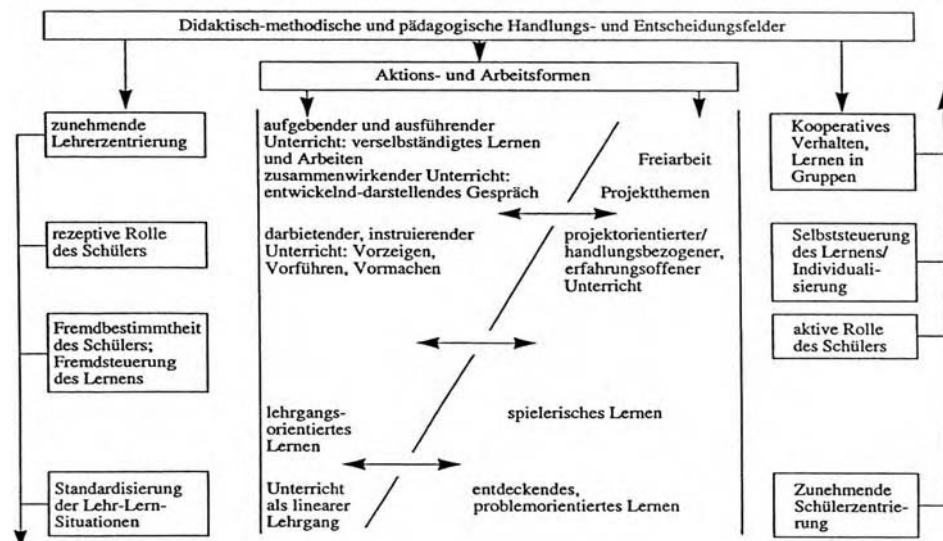 Didaktisch-methodische und pädagogische Handlungs- und Entscheidungsfelder
Aktions- und Arbeitsformen
zunehmende
Lehrerzentrierung
rezeptive Rolle
des Schülers
Fremdbestimmtheit
des Schülers;
Fremdsteuerung
des Lernens
Standardisierung
der Lehr-Lern-
Situationen
aufgebender und ausführender
Unterricht: verselbständigtes Lernen
und Arbeiten
zusammenwirkender Unterricht:
entwickelnd-darstellendes Gespräch
darbietender, instruierender
Unterricht: Vorzeigen,
Vorführen, Vormachen
lehrgangs-
orientiertes
Lernen
Unterricht
als linearer
Lehrgang
Freiarbeit
Projektthemen
projektorientierter/
handlungsbezogener,
erfahrungsoffener
Unterricht
spielerisches Lernen
entdeckendes,
problemorientiertes Lernen
Kooperatives
Verhalten,
Lernen in
Gruppen
Selbststeuerung
des Lernens/
Individuali-
sierung
aktive Rolle
des Schülers
Zunehmende
Schülerzentrie-
rung